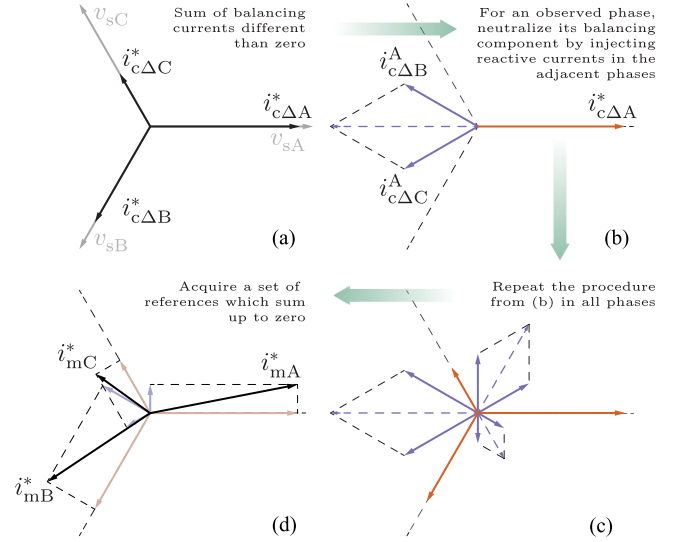 v_sC
i*_cΔC
i*_cΔA
v_sA
i*_cΔB
v_sB
Sum of balancing
currents different
than zero
(a)
For an observed phase,
neutralize its balancing
component by injecting
reactive currents in the
adjacent phases
i^A_cΔB
i*_cΔA
i^A_cΔC
(b)
Acquire a set of
references which sum
up to zero
i*_mC
i*_mA
i*_mB
(d)
Repeat the procedure
from (b) in all phases
(c)